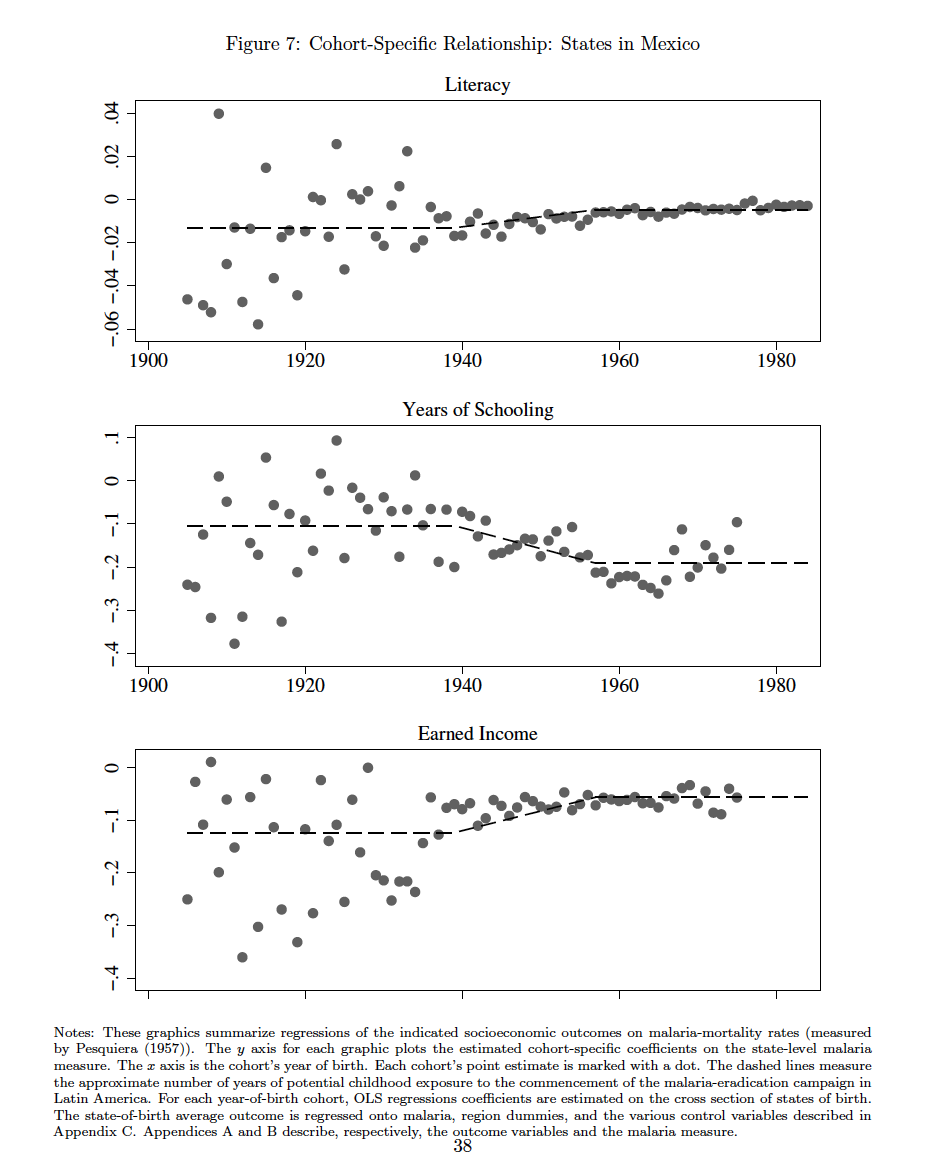 Figure 7: Cohort-Specific Relationship: States in Mexico
Literacy
.04
.02
0
−.02
−.04
−.06
1900 1920 1940 1960 1980
Years of Schooling
.1
0
−.1
−.2
−.3
−.4
1900 1920 1940 1960 1980
Earned Income
0
−.1
−.2
−.3
−.4
Notes: These graphics summarize regressions of the indicated socioeconomic outcomes on malaria-mortality rates (measured
by Pesquiera (1957)). The y axis for each graphic plots the estimated cohort-specific coefficients on the state-level malaria
measure. The x axis is the cohort's year of birth. Each cohort's point estimate is marked with a dot. The dashed lines measure
the approximate number of years of potential childhood exposure to the commencement of the malaria-eradication campaign in
Latin America. For each year-of-birth cohort, OLS regressions coefficients are estimated on the cross section of states of birth.
The state-of-birth average outcome is regressed onto malaria, region dummies, and the various control variables described in
Appendix C. Appendices A and B describe, respectively, the outcome variables and the malaria measure.
38